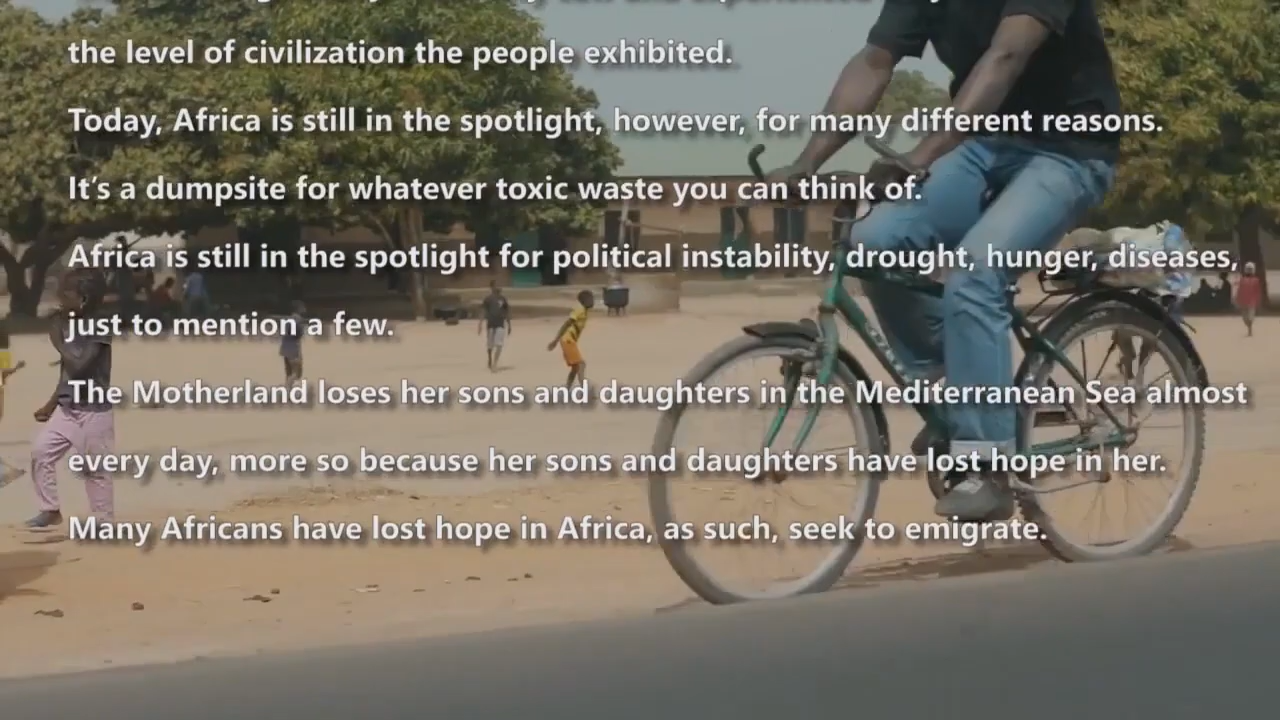 the level of civilization the people exhibited.
Today, Africa is still in the spotlight, however, for many different reasons.
It's a dumpsite for whatever toxic waste you can think of.
Africa is still in the spotlight for political instability, drought, hunger, diseases,
just to mention a few.
The Motherland loses her sons and daughters in the Mediterranean Sea almost
every day, more so because her sons and daughters have lost hope in her.
Many Africans have lost hope in Africa, as such, seek to emigrate.